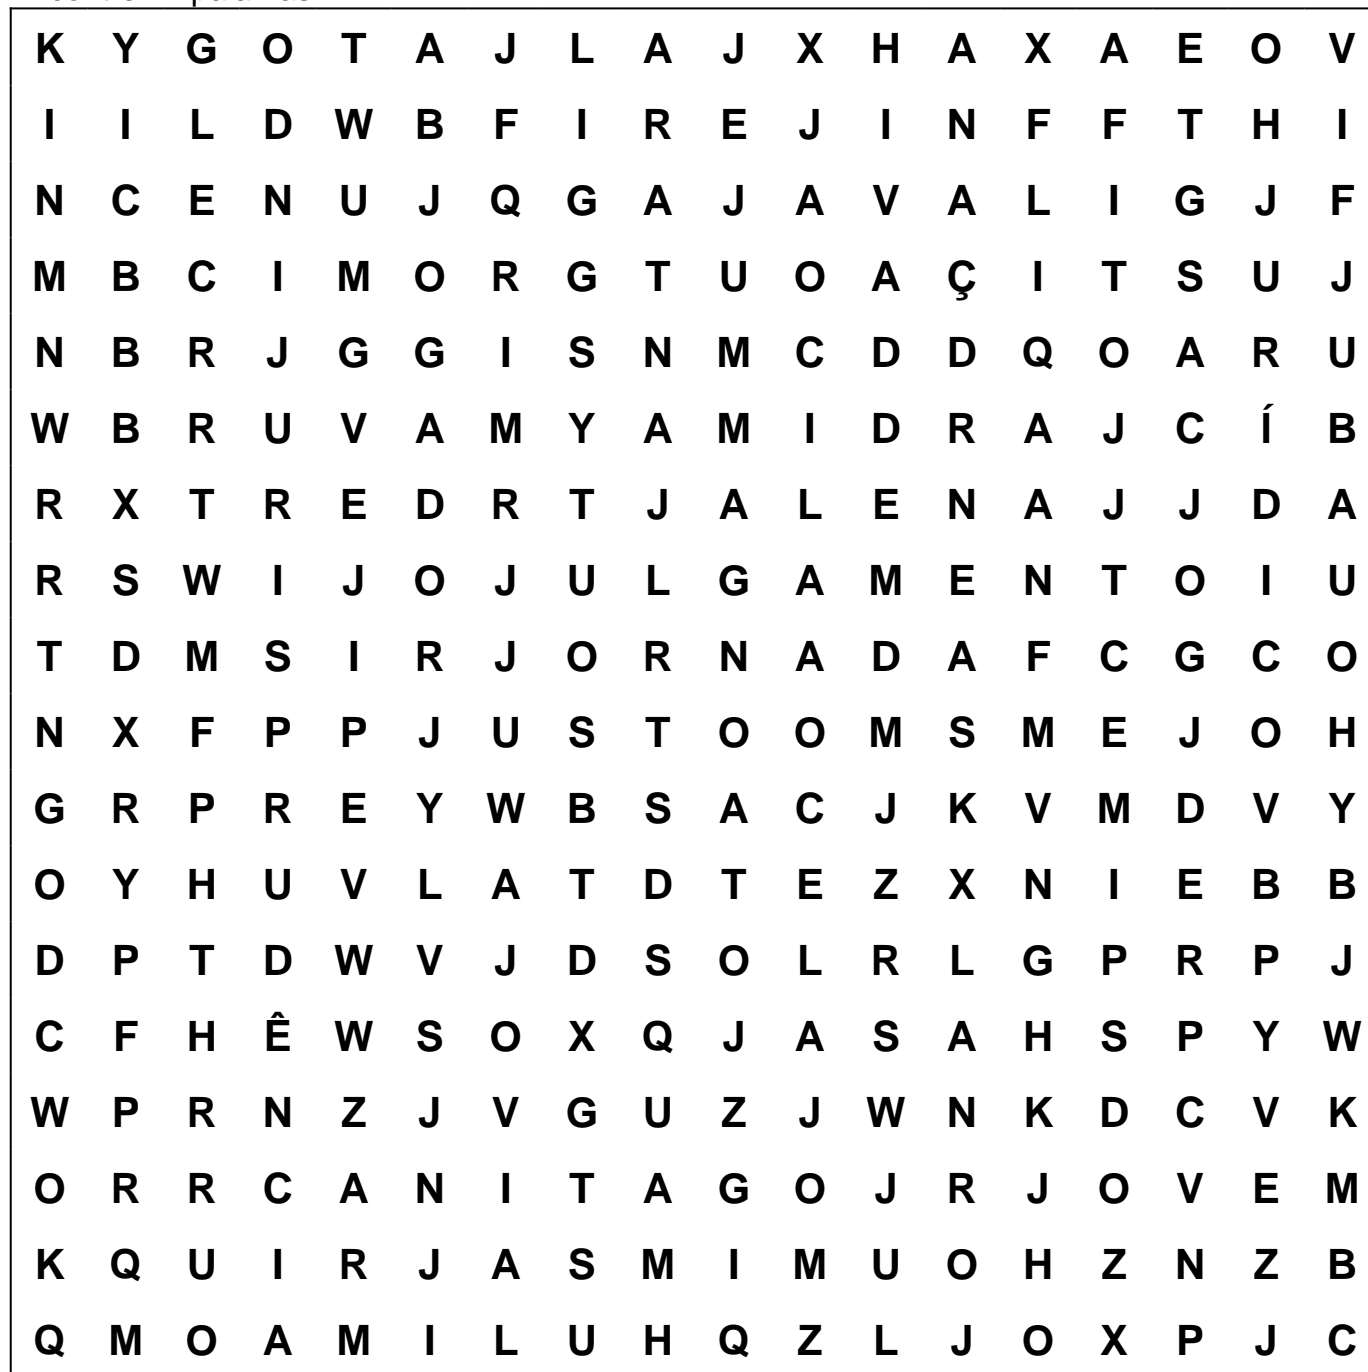 K Y G O T A J L A J X H A X A E O V
I I L D W B F I R E J I N F F T H I
N C E N U J Q G A J A V A L I G J F
M B C I M O R G T U O A Ç I T S U J
N B R J G G I S N M C D D Q O A R U
W B R U V A M Y A M I D R A J C Í B
R X T R E D R T J A L E N A J J D A
R S W I J O J U L G A M E N T O I U
T D M S I R J O R N A D A F C G C O
N X F P P J U S T O O M S M E J O H
G R P R E Y W B S A C J K V M D V Y
O Y H U V L A T D T E Z X N I E B B
D P T D W V J D S O L R L G P R P J
C F H Ê W S O X Q J A S A H S P Y W
W P R N Z J V G U Z J W N K D C V K
O R R C A N I T A G O J R J O V E M
K Q U I R J A S M I M U O H Z N Z B
Q M O A M I L U H Q Z L J O X P J C